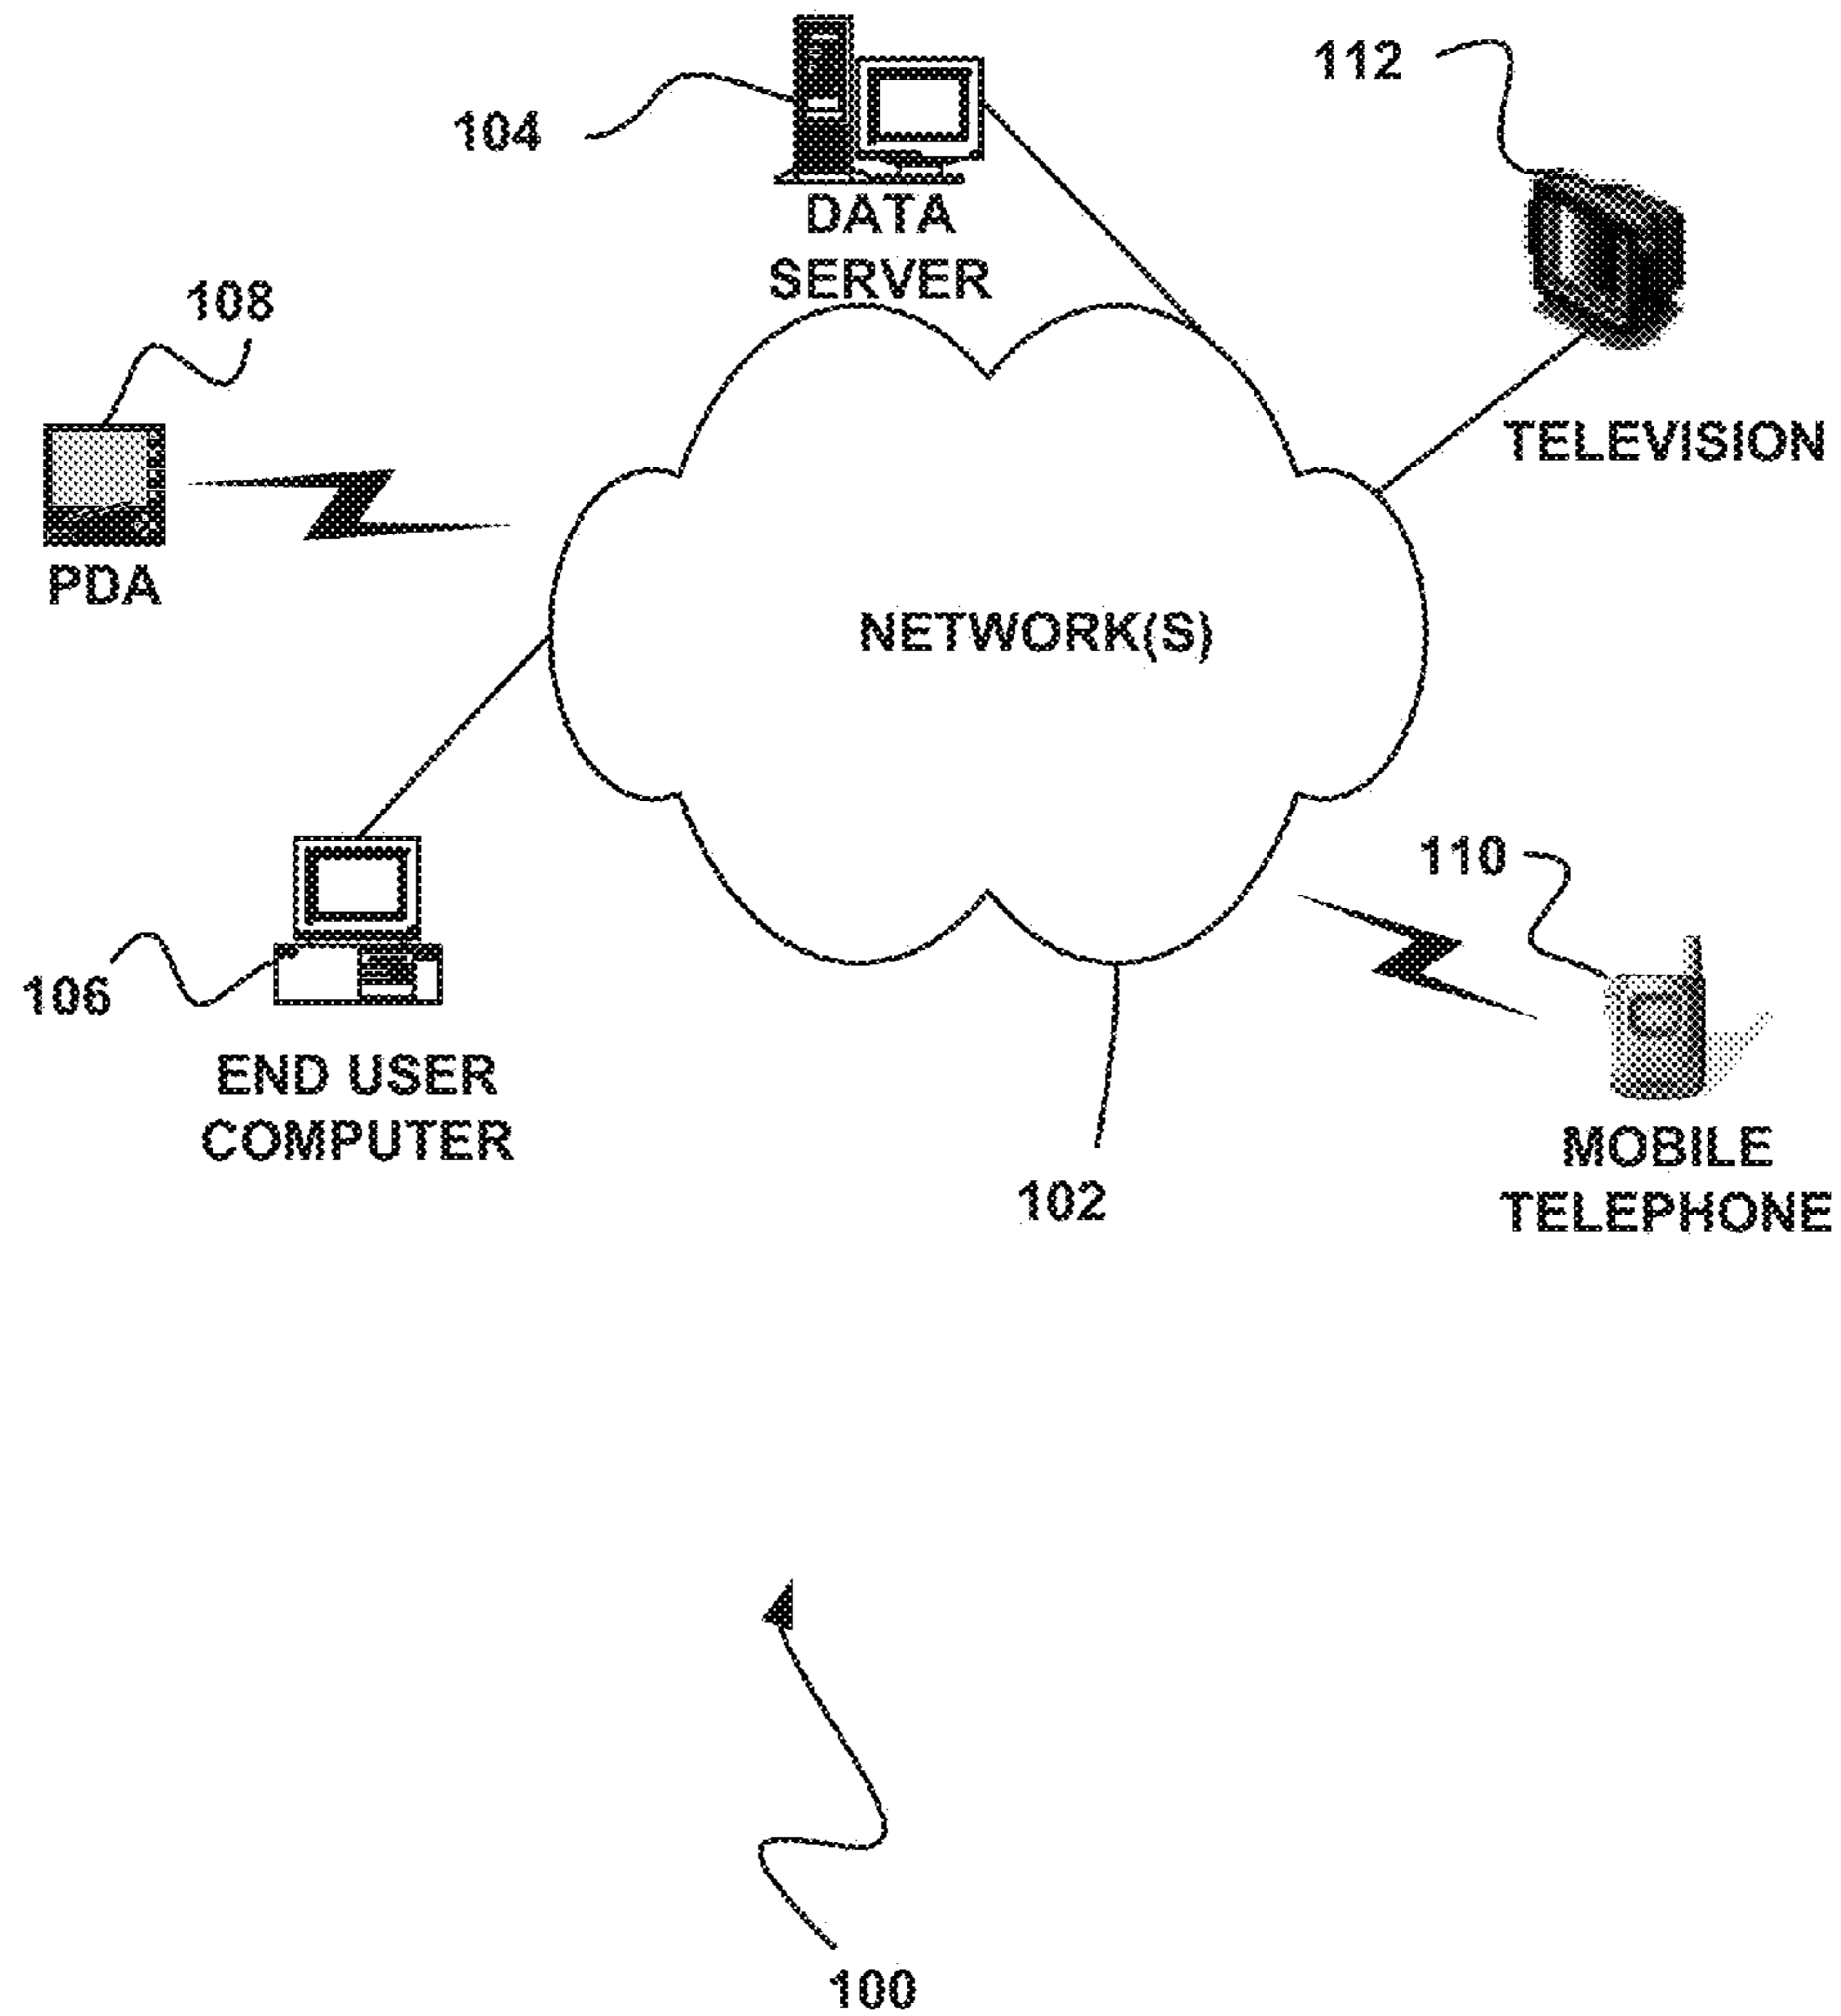 112
104
DATA
SERVER
108
TELEVISION
PDA
NETWORK(S)
110
106
END USER
COMPUTER
MOBILE
TELEPHONE
102
100